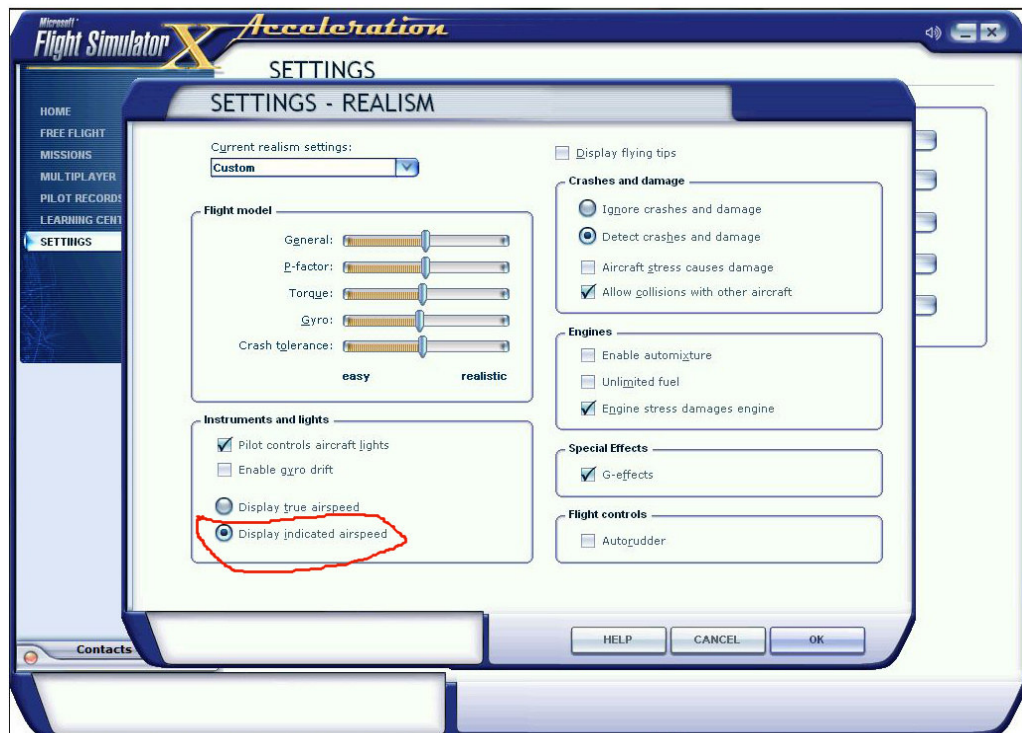 Microsoft
Flight Simulator X Acceleration
SETTINGS
SETTINGS - REALISM
HOME
FREE FLIGHT
MISSIONS
MULTIPLAYER
PILOT RECORDS
LEARNING CENT
SETTINGS
Current realism settings:
Custom
Flight model
General:
P-factor:
Torque:
Gyro:
Crash tolerance:
easy realistic
Instruments and lights
Pilot controls aircraft lights
Enable gyro drift
Display true airspeed
Display indicated airspeed
Display flying tips
Crashes and damage
Ignore crashes and damage
Detect crashes and damage
Aircraft stress causes damage
Allow collisions with other aircraft
Engines
Enable automixture
Unlimited fuel
Engine stress damages engine
Special Effects
G-effects
Flight controls
Autorudder
HELP CANCEL OK
Contacts